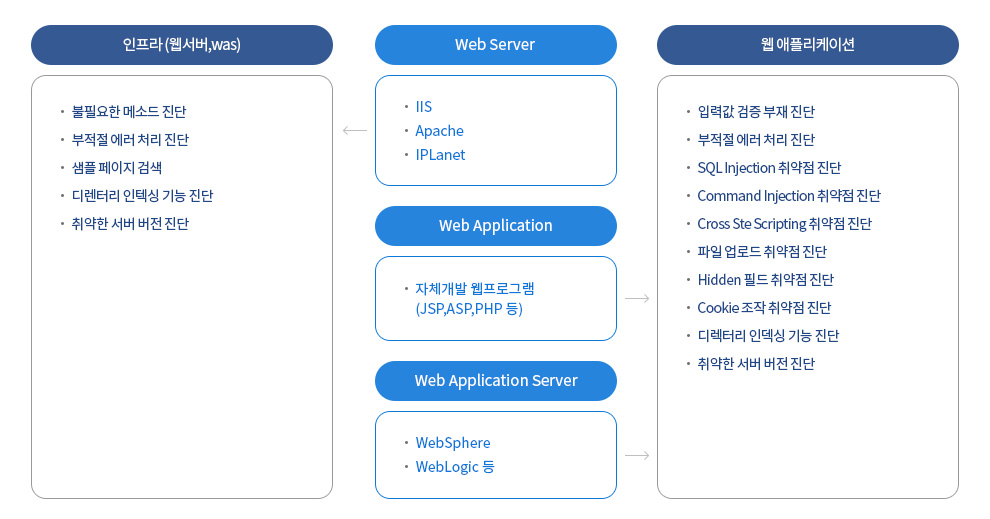 인프라 (웹서버,was)
· 불필요한 메소드 진단
· 부적절 에러 처리 진단
· 샘플 페이지 검색
· 디렌터리 인텍싱 기능 진단
· 취약한 서버 버전 진단
Web Server
· IIS
· Apache
· IPLanet
Web Application
· 자체개발 웹프로그램
(JSP,ASP,PHP 등)
Web Application Server
· WebSphere
· WebLogic 등
웹 애플리케이션
· 입력값 검증 부재 진단
· 부적절 에러 처리 진단
· SQL Injection 취약점 진단
· Command Injection 취약점 진단
· Cross Ste Scripting 취약점 진단
· 파일 업로드 취약점 진단
· Hidden 필드 취약점 진단
· Cookie 조작 취약점 진단
· 디렉터리 인덱싱 기능 진단
· 취약한 서버 버전 진단